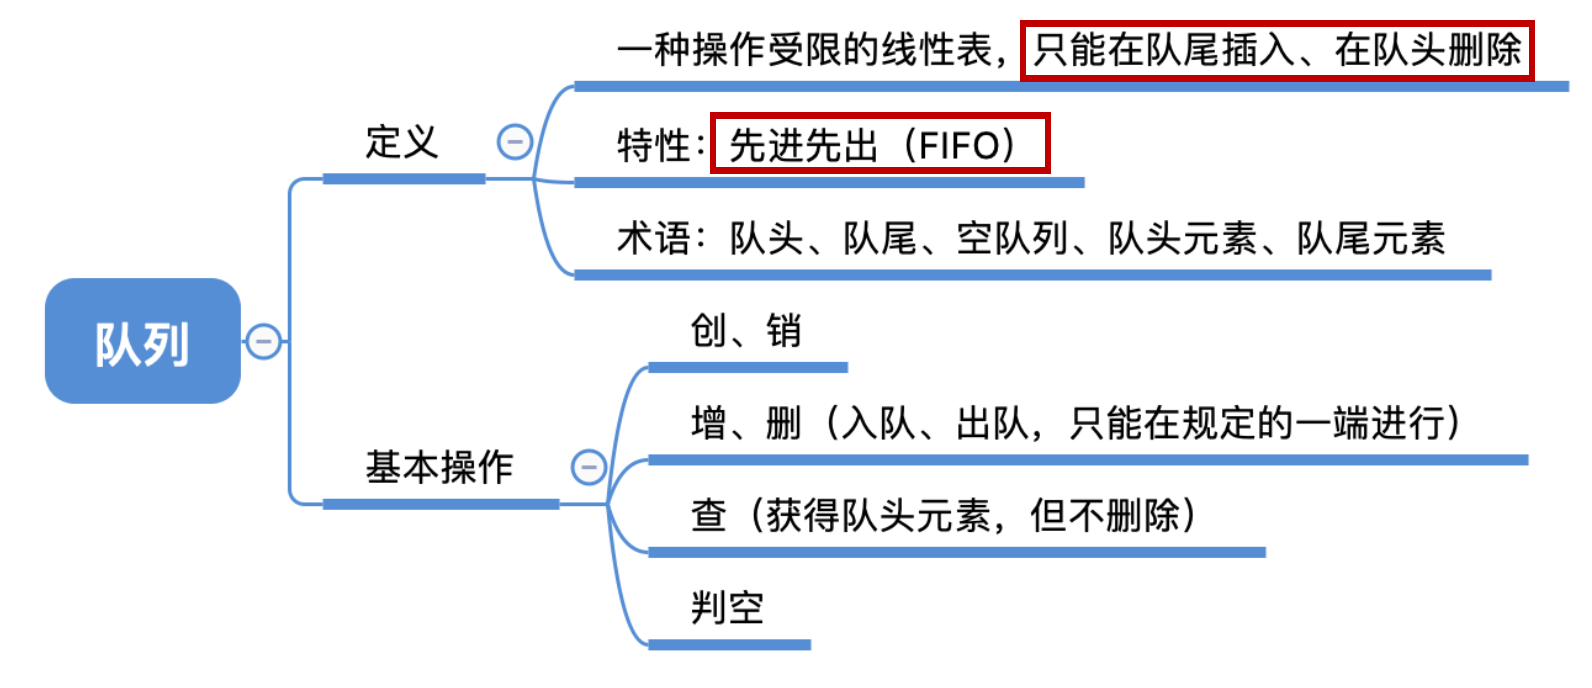 队列
定义
一种操作受限的线性表，只能在队尾插入、在队头删除
特性：先进先出（FIFO）
术语：队头、队尾、空队列、队头元素、队尾元素
基本操作
创、销
增、删（入队、出队，只能在规定的一端进行）
查（获得队头元素，但不删除）
判空